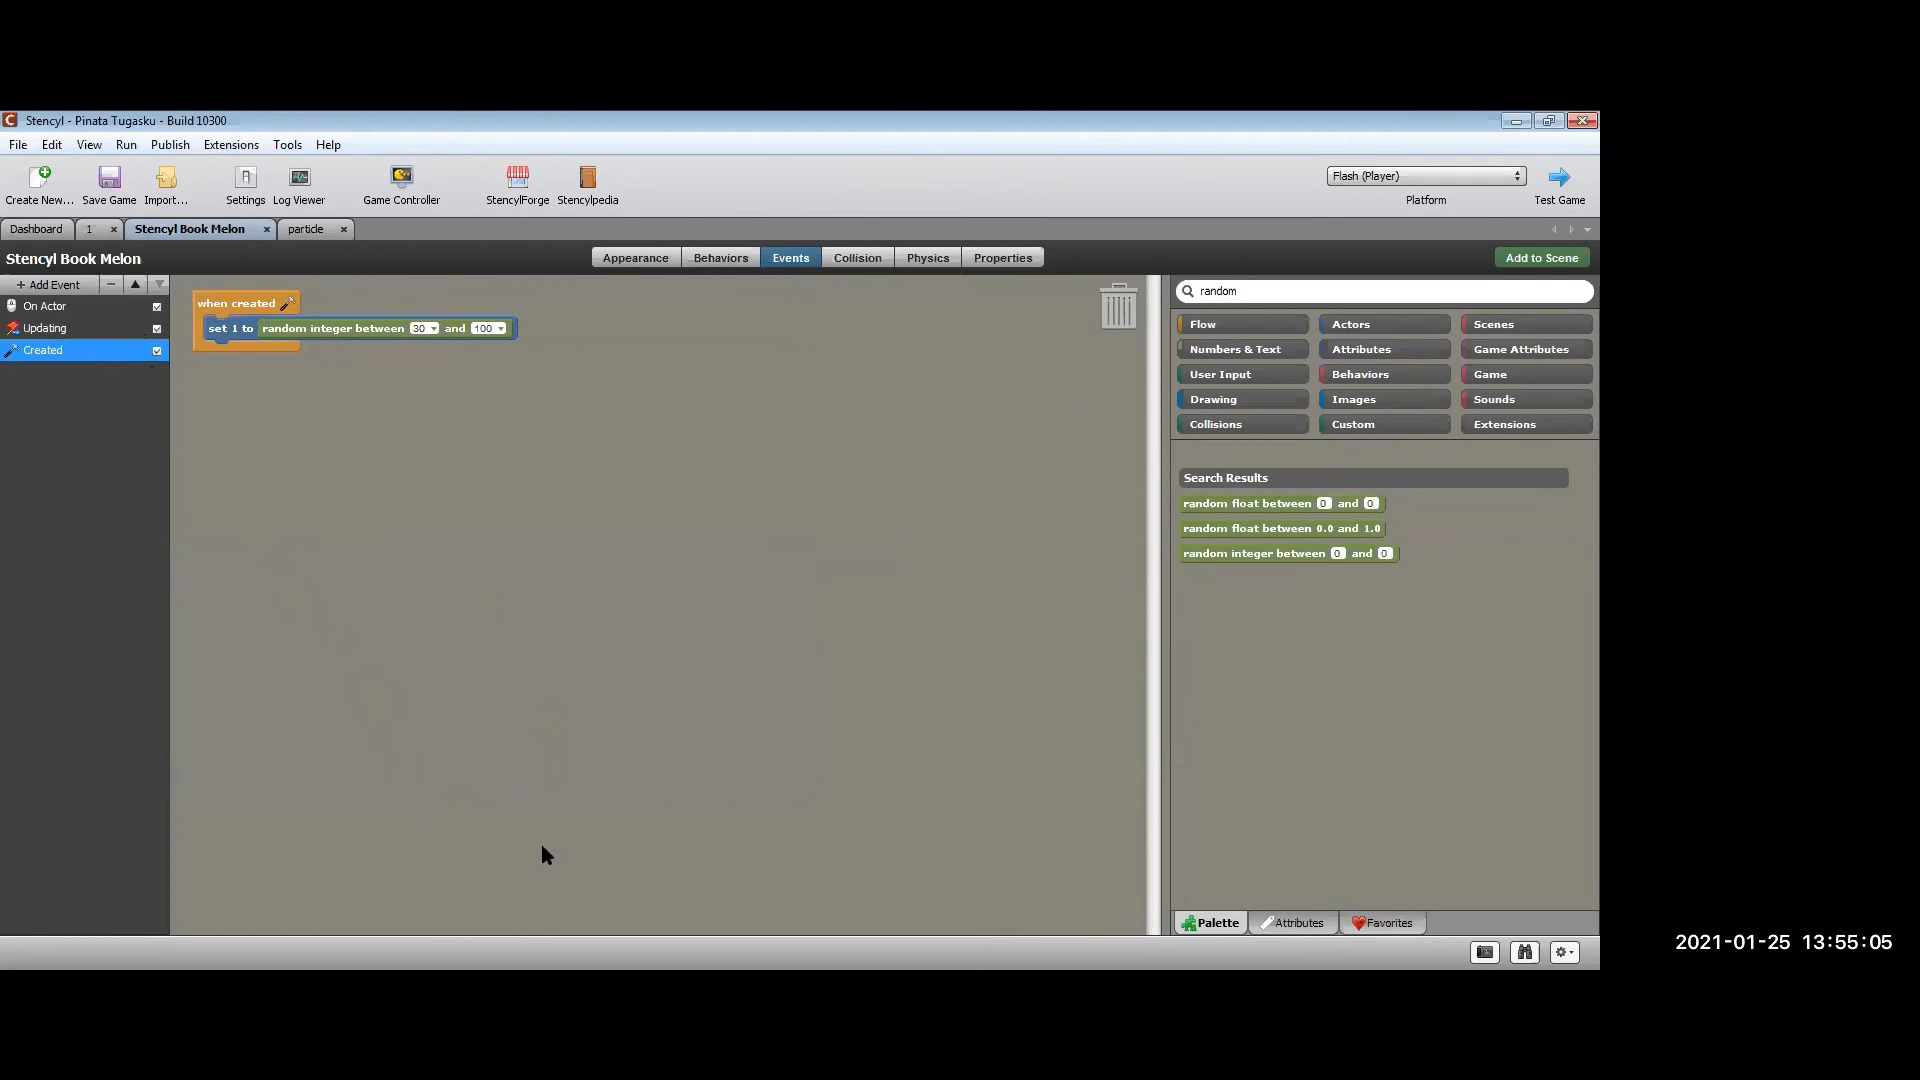 Stencyl - Pinata Tugasku - Build 10300
File Edit View Run Publish Extensions Tools Help
Create New... Save Game Import... Settings Log Viewer Game Controller StencylForge Stencylpedia Flash (Player) Platform Test Game
Dashboard 1 Stencyl Book Melon particle
Stencyl Book Melon Appearance Behaviors Events Collision Physics Properties Add to Scene
+ Add Event
On Actor
Updating
Created
when created
set 1 to random integer between 30 and 100
random
Flow Actors Scenes
Numbers & Text Attributes Game Attributes
User Input Behaviors Game
Drawing Images Sounds
Collisions Custom Extensions
Search Results
random float between 0 and 0
random float between 0.0 and 1.0
random integer between 0 and 0
Palette Attributes Favorites
2021-01-25 13:55:05